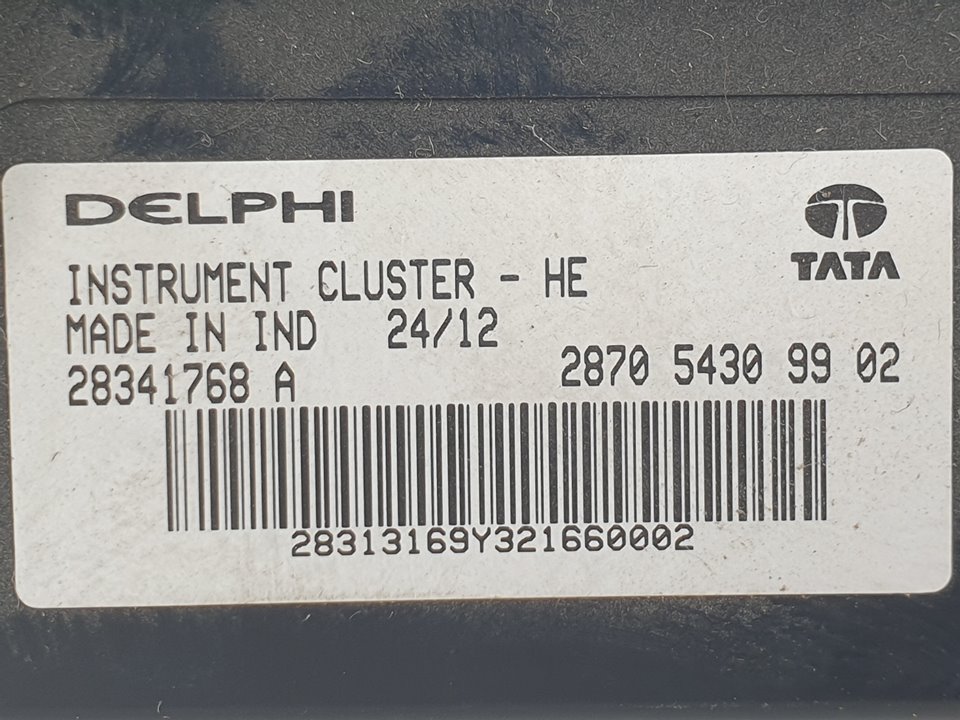 DELPHI
TATA
INSTRUMENT CLUSTER - HE
MADE IN IND 24/12
28341768 A 2870 5430 99 02
28313169Y321660002